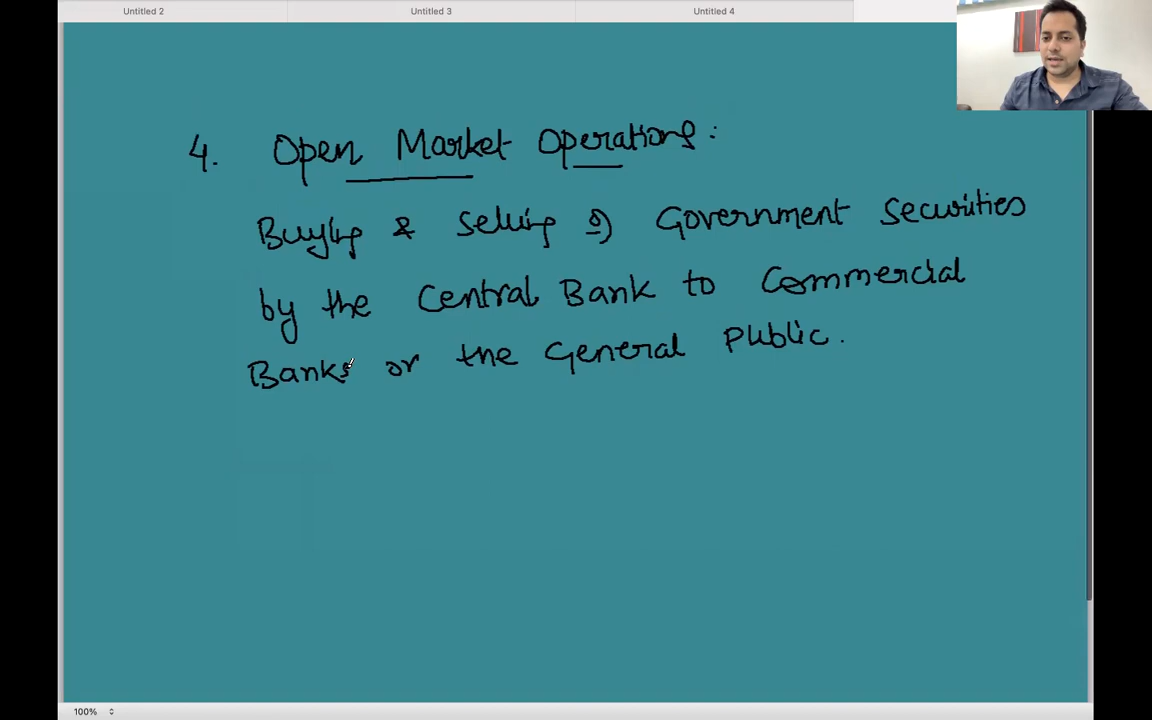 Untitled 2 Untitled 3 Untitled 4
4. Open Market Operations:
Buying & Selling of Government Securities
by the Central Bank to Commercial
Banks or the General Public.
100%